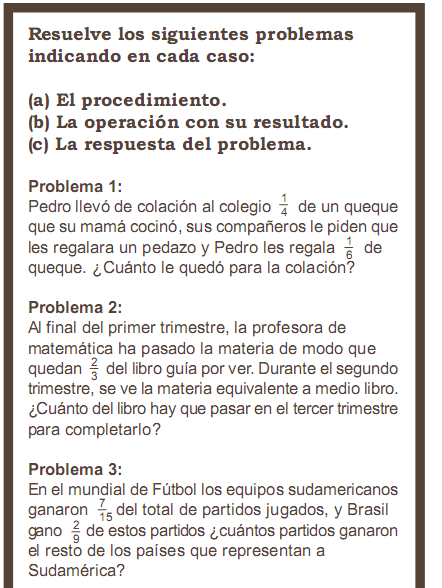 Resuelve los siguientes problemas
indicando en cada caso:
(a) El procedimiento.
(b) La operación con su resultado.
(c) La respuesta del problema.
Problema 1:
Pedro llevó de colación al colegio 1/4 de un queque
que su mamá cocinó, sus compañeros le piden que
les regalara un pedazo y Pedro les regala 1/6 de
queque. ¿Cuánto le quedó para la colación?
Problema 2:
Al final del primer trimestre, la profesora de
matemática ha pasado la materia de modo que
quedan 2/3 del libro guía por ver. Durante el segundo
trimestre, se ve la materia equivalente a medio libro.
¿Cuánto del libro hay que pasar en el tercer trimestre
para completarlo?
Problema 3:
En el mundial de Fútbol los equipos sudamericanos
ganaron 7/15 del total de partidos jugados, y Brasil
gano 2/9 de estos partidos ¿cuántos partidos ganaron
el resto de los países que representan a
Sudamérica?